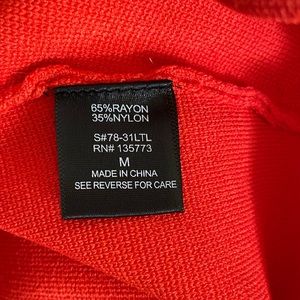 65%RAYON
35%NYLON
S#78-31LTL
RN# 135773
M
MADE IN CHINA
SEE REVERSE FOR CARE